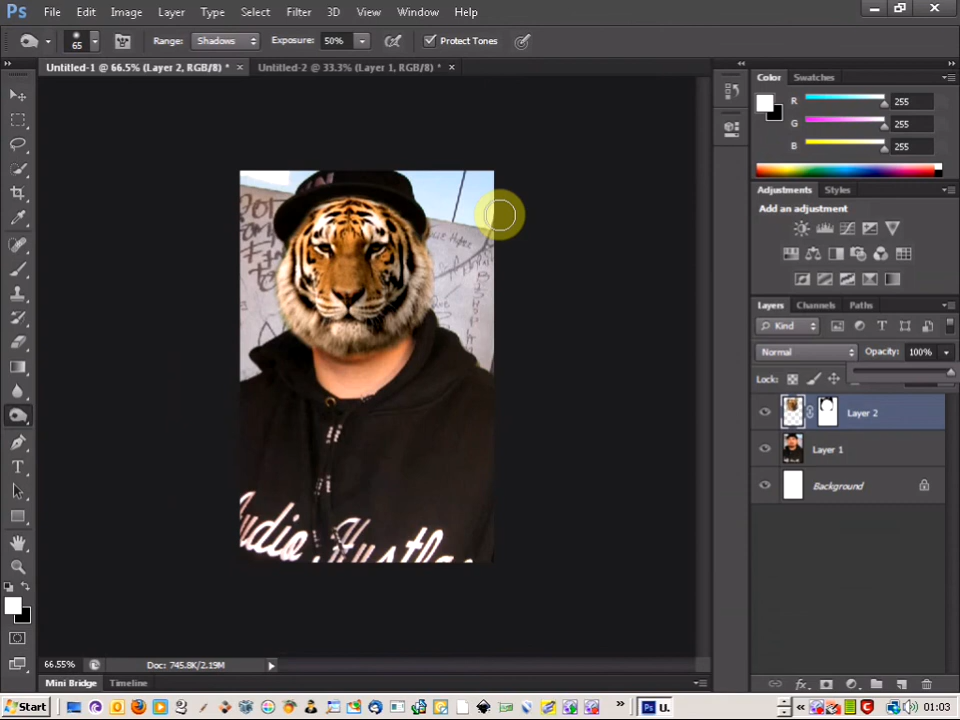 Ps File Edit Image Layer Type Select Filter 3D View Window Help
65 Range: Shadows Exposure: 50% Protect Tones
Untitled-1 @ 66.5% (Layer 2, RGB/8) * × Untitled-2 @ 33.3% (Layer 1, RGB/8) * ×
Color Swatches
R 255
G 255
B 255
Adjustments Styles
Add an adjustment
Layers Channels Paths
Kind
Normal Opacity: 100%
Lock:
Layer 2
Layer 1
Background
Audio Hustlaz
66.55% Doc: 745.8K/2.19M
Mini Bridge Timeline
Start » Ps U. « 01:03